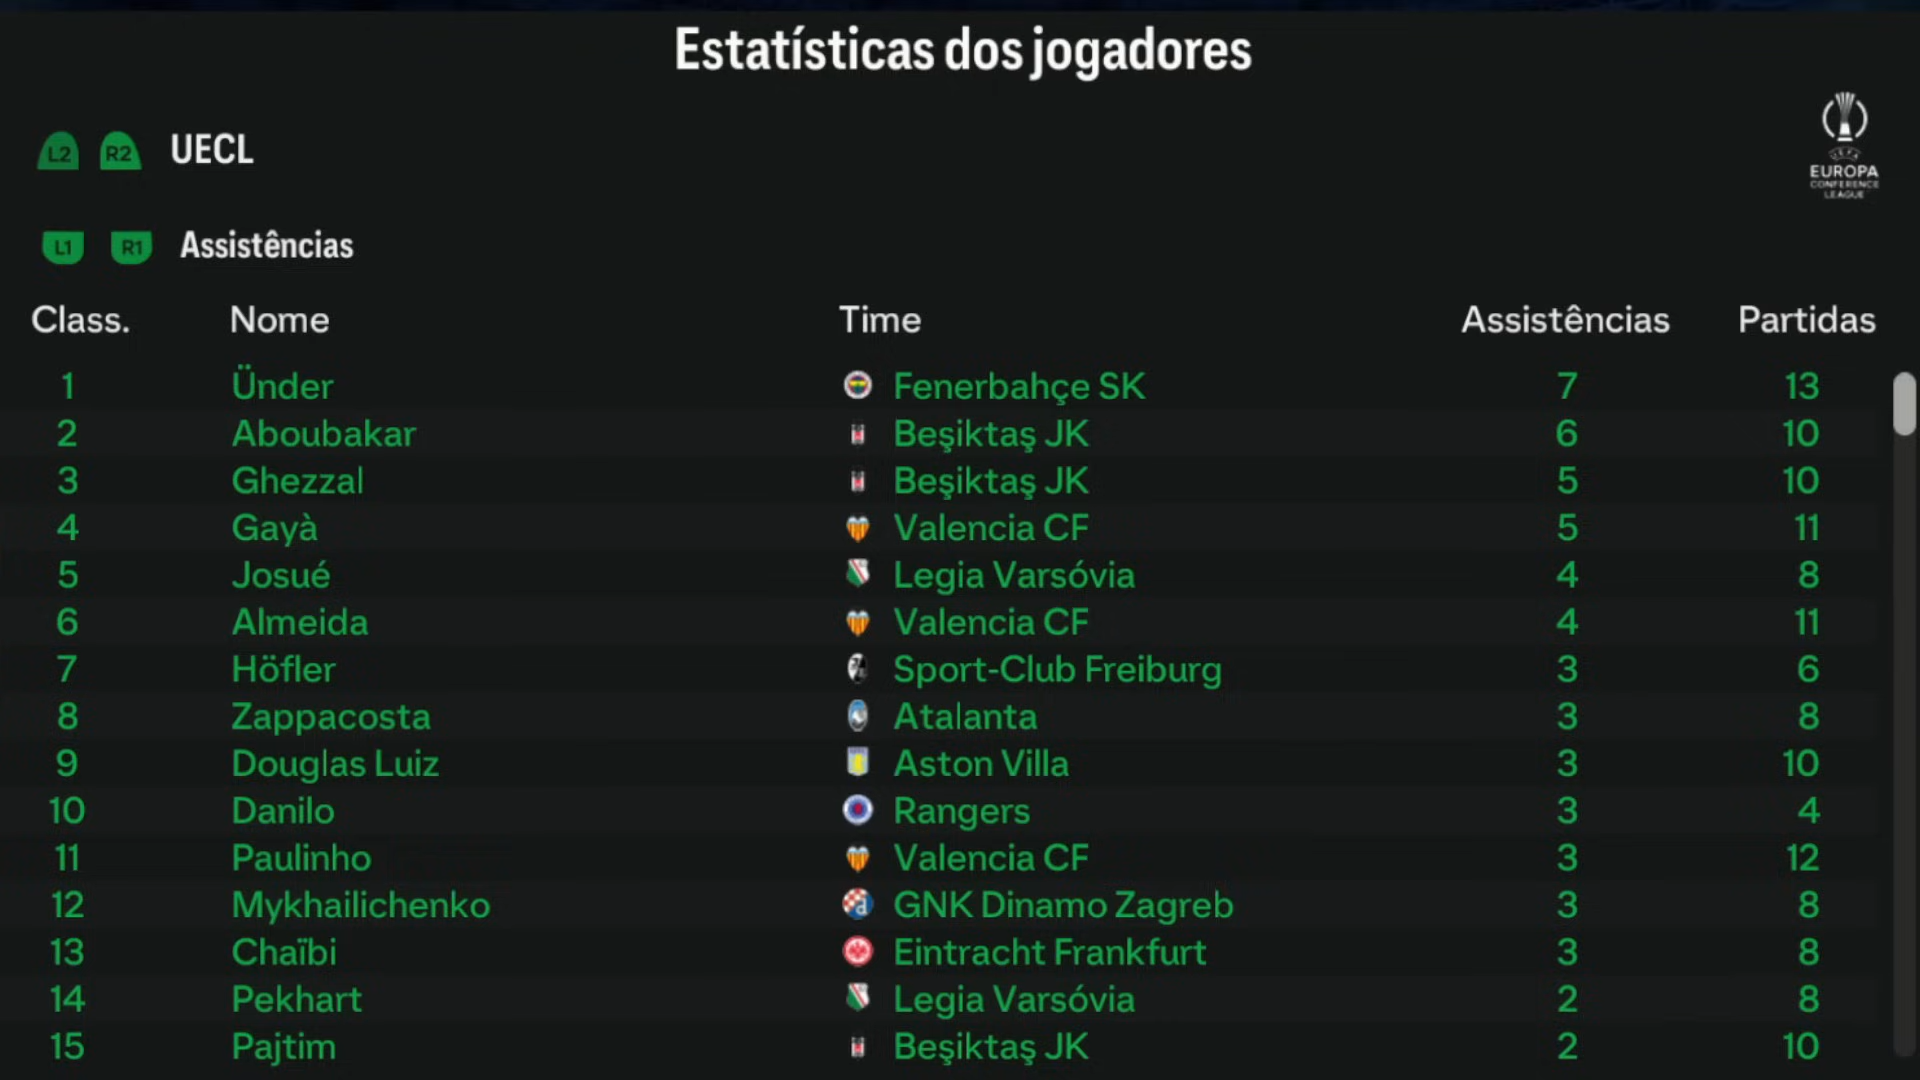 Estatísticas dos jogadores
L2 R2 UECL
UEFA
EUROPA
CONFERENCE
LEAGUE
L1 R1 Assistências
Class. Nome Time Assistências Partidas
1 Ünder Fenerbahçe SK 7 13
2 Aboubakar Beşiktaş JK 6 10
3 Ghezzal Beşiktaş JK 5 10
4 Gayà Valencia CF 5 11
5 Josué Legia Varsóvia 4 8
6 Almeida Valencia CF 4 11
7 Höfler Sport-Club Freiburg 3 6
8 Zappacosta Atalanta 3 8
9 Douglas Luiz Aston Villa 3 10
10 Danilo Rangers 3 4
11 Paulinho Valencia CF 3 12
12 Mykhailichenko GNK Dinamo Zagreb 3 8
13 Chaïbi Eintracht Frankfurt 3 8
14 Pekhart Legia Varsóvia 2 8
15 Pajtim Beşiktaş JK 2 10